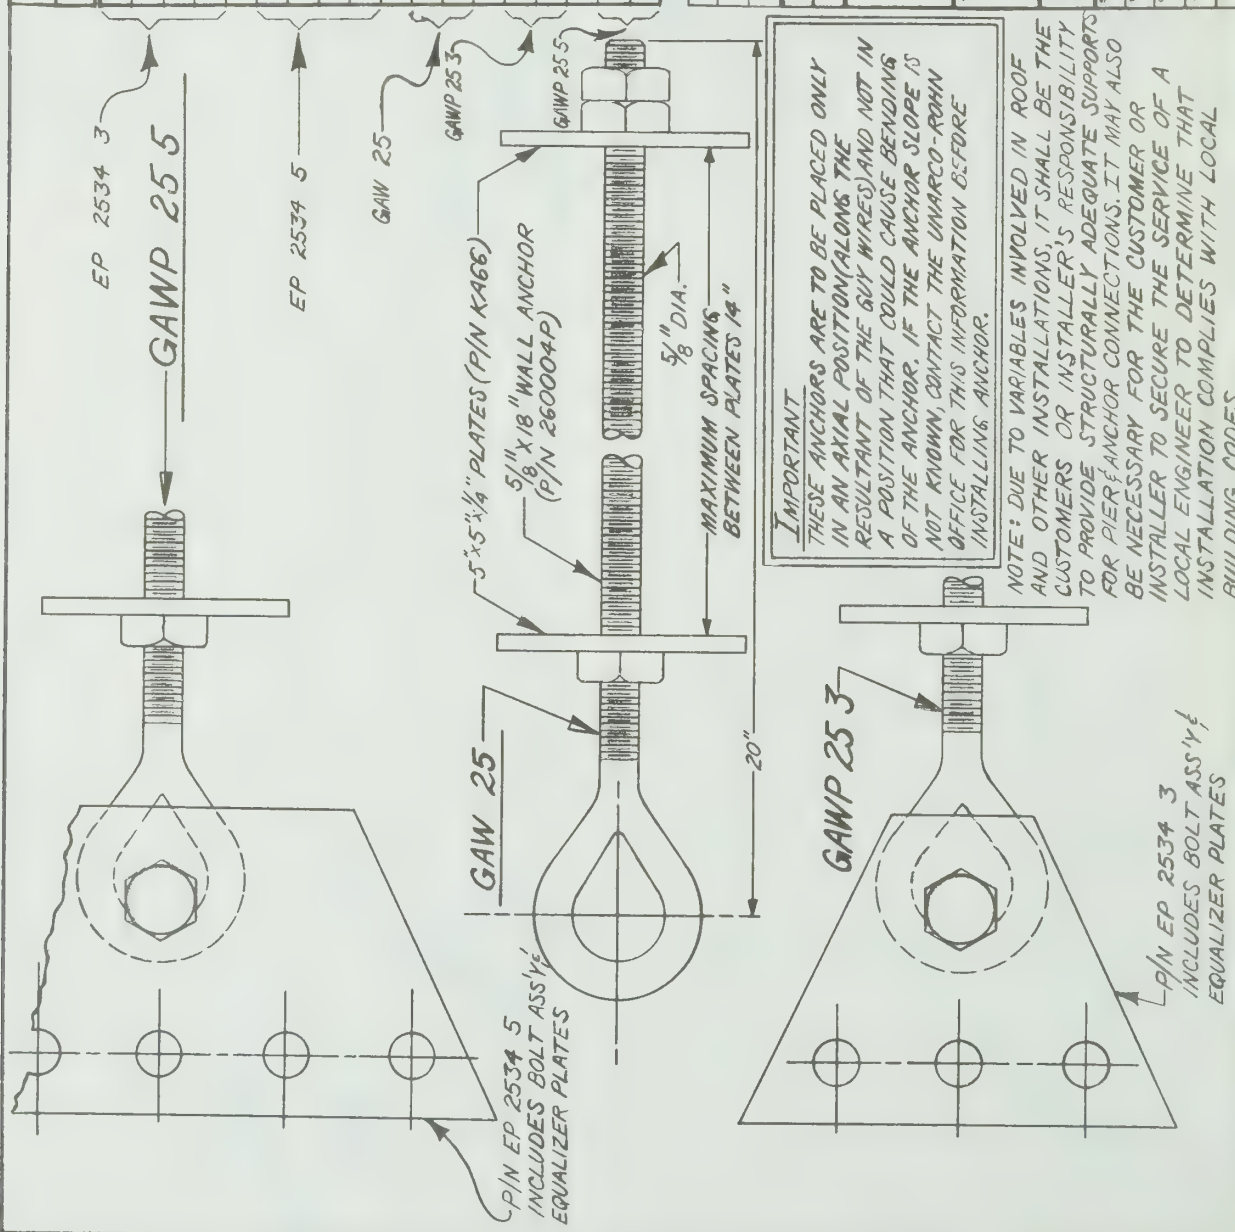 EP 2534 3
GAWP 25 5
EP 2534 5
GAW 25
GAWP 25 3
GAWP 25 5
5"x5"x1/4" PLATES (P/N KA66)
5/8"X18" WALL ANCHOR
(P/N 260004P)
5/8" DIA.
MAXIMUM SPACING
BETWEEN PLATES 14"
20"
GAW 25
P/N EP 2534 5
INCLUDES BOLT ASS'Y &
EQUALIZER PLATES
GAWP 25 3
P/N EP 2534 3
INCLUDES BOLT ASS'Y &
EQUALIZER PLATES
IMPORTANT
THESE ANCHORS ARE TO BE PLACED ONLY
IN AN AXIAL POSITION (ALONG THE
RESULTANT OF THE GUY WIRES) AND NOT IN
A POSITION THAT COULD CAUSE BENDING
OF THE ANCHOR. IF THE ANCHOR SLOPE IS
NOT KNOWN, CONTACT THE UNARCO-ROHN
OFFICE FOR THIS INFORMATION BEFORE
INSTALLING ANCHOR.
NOTE: DUE TO VARIABLES INVOLVED IN ROOF
AND OTHER INSTALLATIONS, IT SHALL BE THE
CUSTOMERS OR INSTALLER'S RESPONSIBILITY
TO PROVIDE STRUCTURALLY ADEQUATE SUPPORTS
FOR PIER & ANCHOR CONNECTIONS. IT MAY ALSO
BE NECESSARY FOR THE CUSTOMER OR
INSTALLER TO SECURE THE SERVICE OF A
LOCAL ENGINEER TO DETERMINE THAT
INSTALLATION COMPLIES WITH LOCAL
BUILDING CODES